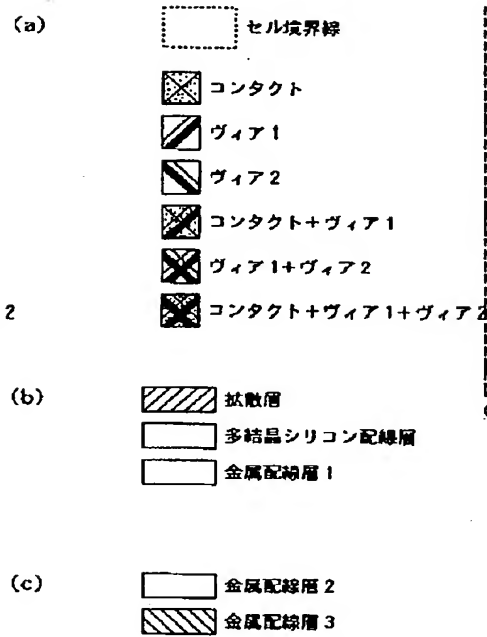 (a)
セル境界線
コンタクト
ヴィア1
ヴィア2
コンタクト+ヴィア1
ヴィア1+ヴィア2
2
コンタクト+ヴィア1+ヴィア2
(b)
拡散層
多結晶シリコン配線層
金属配線層1
(c)
金属配線層2
金属配線層3